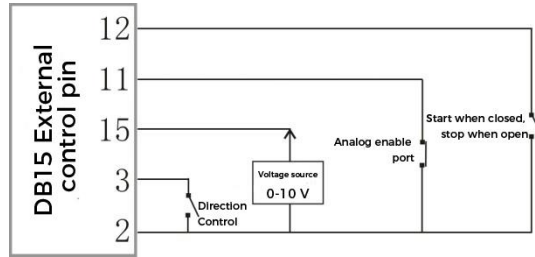 DB15 External
control pin
12
11
15
3
2
Direction
Control
Voltage source
0-10 V
Analog enable
port
Start when closed,
stop when open